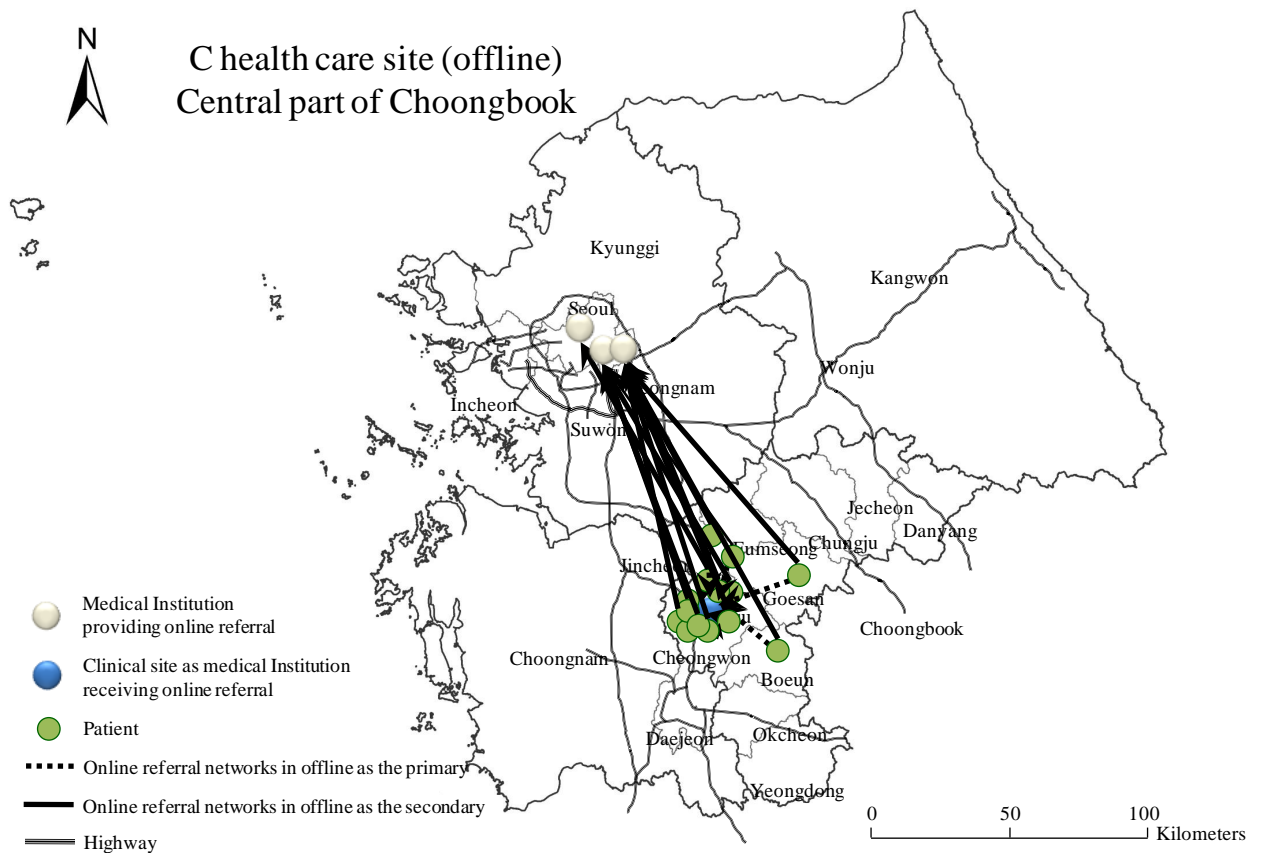 N
C health care site (offline)
Central part of Choongbook
Kyunggi
Kangwon
Seoul
Wonju
ongnam
Incheon
Suwon
Jecheon
Danyang
Chungju
Eumseong
Jinche
Goesan
Choongbook
Choongnam
Cheongwon
Boeun
Daejeon
Okcheon
Yeongdong
Medical Institution
providing online referral
Clinical site as medical Institution
receiving online referral
Patient
Online referral networks in offline as the primary
Online referral networks in offline as the secondary
Highway
0 50 100
Kilometers